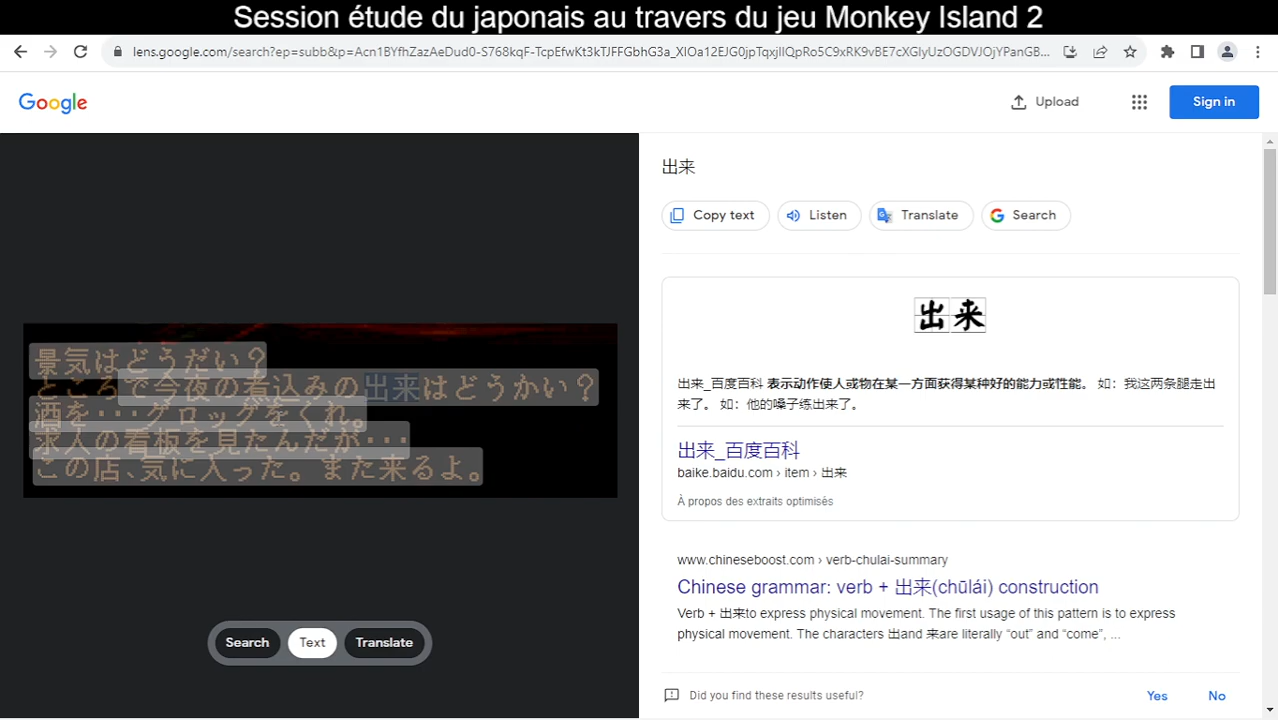 Session étude du japonais au travers du jeu Monkey Island 2
lens.google.com/search?ep=subb&p=Acn1BYfhZazAeDud0-S768kqF-TcpEfwKt3kTJFFGbhG3a_XIOa12EJG0jpTqxjIlQpRo5C9xRK9vBE7cXGlyUzOGDVJOjYPanGB...
Google
Upload
Sign in
景気はどうだい？
ところで今夜の煮込みの出来はどうかい？
酒を･･･グロッグをくれ。
求人の看板を見たんだが･･･
この店、気に入った。また来るよ。
Search
Text
Translate
出来
Copy text
Listen
Translate
Search
出来
出来_百度百科 表示动作使人或物在某一方面获得某种好的能力或性能。 如：我这两条腿走出
来了。 如：他的嗓子练出来了。
出来_百度百科
baike.baidu.com › item › 出来
À propos des extraits optimisés
www.chineseboost.com › verb-chulai-summary
Chinese grammar: verb + 出来(chūlái) construction
Verb + 出来to express physical movement. The first usage of this pattern is to express
physical movement. The characters 出and 来are literally “out” and “come”, ...
Did you find these results useful?
Yes
No